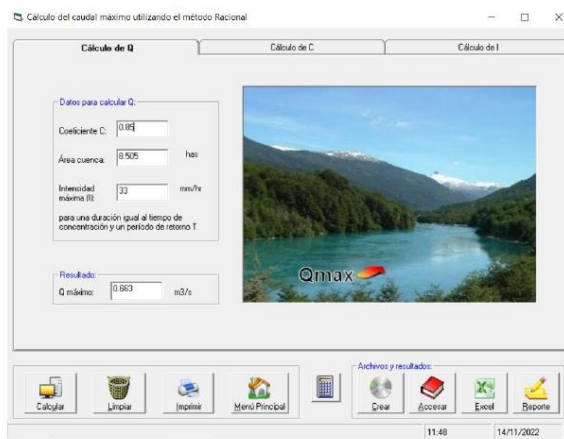 Cálculo del caudal máximo utilizando el método Racional
Cálculo de Q
Cálculo de C
Cálculo de I
Datos para calcular Q:
Coeficiente C: 0.85
Área cuenca: 8.505 has
Intensidad
máxima (I): 33 mm/hr
para una duración igual al tiempo de
concentración y un período de retorno T
Qmax
Resultado:
Q máximo: 0.663 m3/s
Archivos y resultados:
Calcular
Limpiar
Imprimir
Menú Principal
Crear
Accesar
Excel
Reporte
11:48
14/11/2022